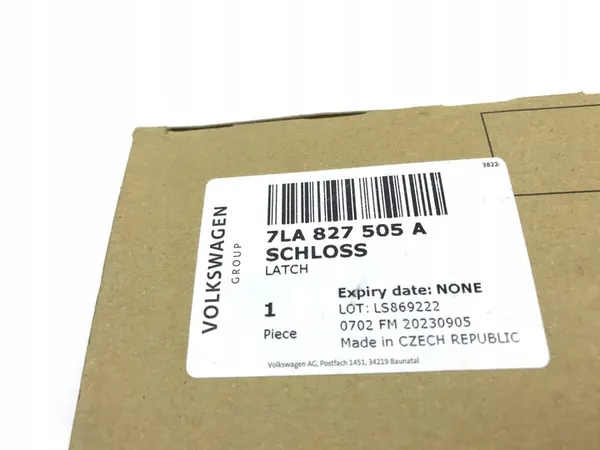 3822-
VOLKSWAGEN
GROUP
7LA 827 505 A
SCHLOSS
LATCH
1
Piece
Expiry date: NONE
LOT: LS869222
0702 FM 20230905
Made in CZECH REPUBLIC
Volkswagen AG, Postfach 1451, 34219 Baunatal